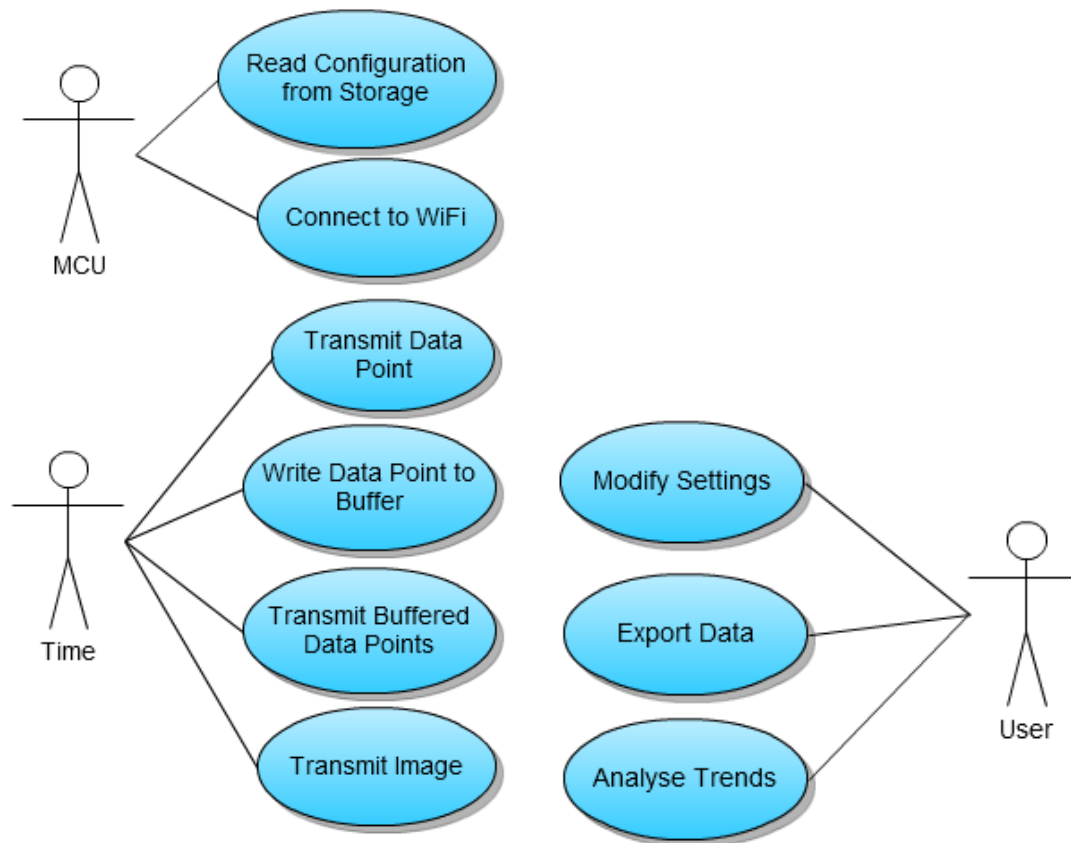 Read Configuration
from Storage
Connect to WiFi
MCU
Transmit Data
Point
Write Data Point to
Buffer
Transmit Buffered
Data Points
Transmit Image
Time
Modify Settings
Export Data
Analyse Trends
User